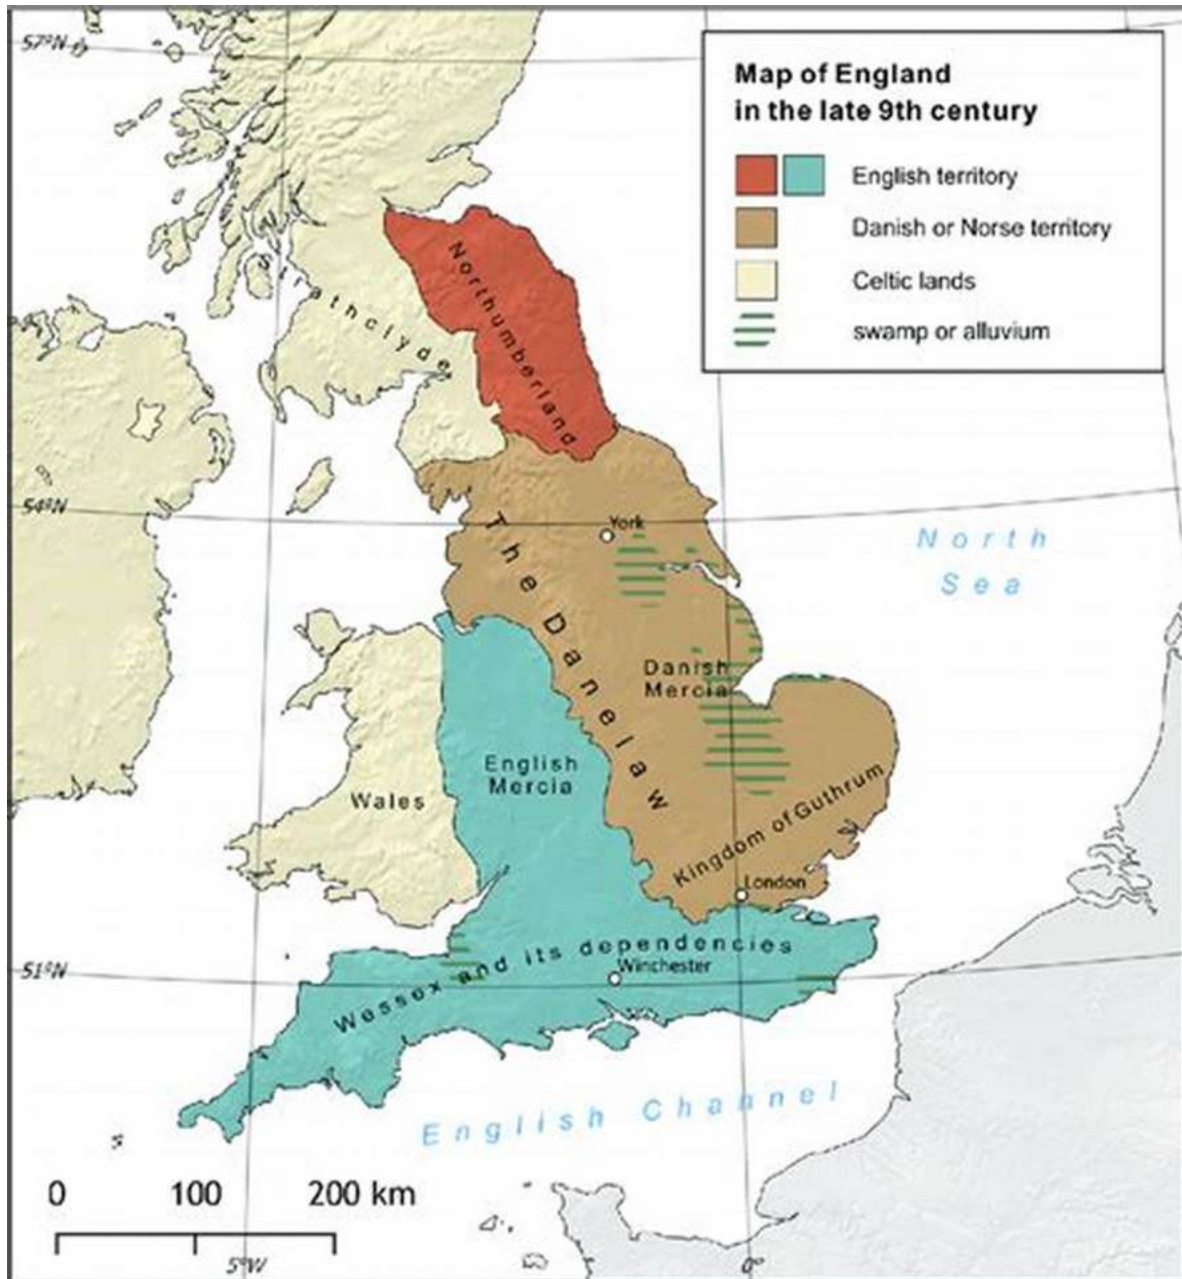 57°N
Map of England
in the late 9th century
English territory
Danish or Norse territory
Celtic lands
swamp or alluvium
Northumberland
Strathclyde
54°N
York
North
Sea
The Danelaw
Danish
Mercia
English
Mercia
Wales
Kingdom of Guthrum
London
Wessex and its dependencies
Winchester
51°N
English Channel
0 100 200 km
5°W
0°